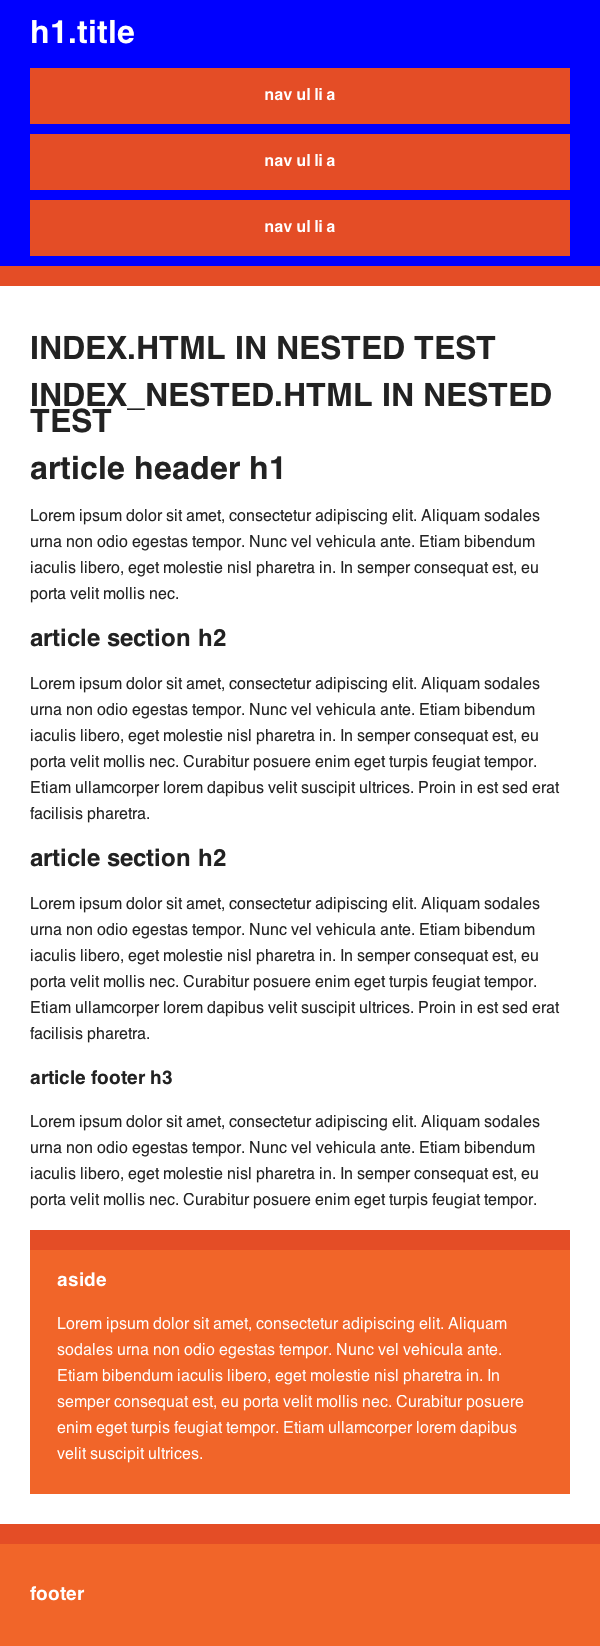 h1.title
nav ul li a
nav ul li a
nav ul li a
INDEX.HTML IN NESTED TEST
INDEX_NESTED.HTML IN NESTED
TEST
article header h1
Lorem ipsum dolor sit amet, consectetur adipiscing elit. Aliquam sodales
urna non odio egestas tempor. Nunc vel vehicula ante. Etiam bibendum
iaculis libero, eget molestie nisl pharetra in. In semper consequat est, eu
porta velit mollis nec.
article section h2
Lorem ipsum dolor sit amet, consectetur adipiscing elit. Aliquam sodales
urna non odio egestas tempor. Nunc vel vehicula ante. Etiam bibendum
iaculis libero, eget molestie nisl pharetra in. In semper consequat est, eu
porta velit mollis nec. Curabitur posuere enim eget turpis feugiat tempor.
Etiam ullamcorper lorem dapibus velit suscipit ultrices. Proin in est sed erat
facilisis pharetra.
article section h2
Lorem ipsum dolor sit amet, consectetur adipiscing elit. Aliquam sodales
urna non odio egestas tempor. Nunc vel vehicula ante. Etiam bibendum
iaculis libero, eget molestie nisl pharetra in. In semper consequat est, eu
porta velit mollis nec. Curabitur posuere enim eget turpis feugiat tempor.
Etiam ullamcorper lorem dapibus velit suscipit ultrices. Proin in est sed erat
facilisis pharetra.
article footer h3
Lorem ipsum dolor sit amet, consectetur adipiscing elit. Aliquam sodales
urna non odio egestas tempor. Nunc vel vehicula ante. Etiam bibendum
iaculis libero, eget molestie nisl pharetra in. In semper consequat est, eu
porta velit mollis nec. Curabitur posuere enim eget turpis feugiat tempor.
aside
Lorem ipsum dolor sit amet, consectetur adipiscing elit. Aliquam
sodales urna non odio egestas tempor. Nunc vel vehicula ante.
Etiam bibendum iaculis libero, eget molestie nisl pharetra in. In
semper consequat est, eu porta velit mollis nec. Curabitur posuere
enim eget turpis feugiat tempor. Etiam ullamcorper lorem dapibus
velit suscipit ultrices.
footer